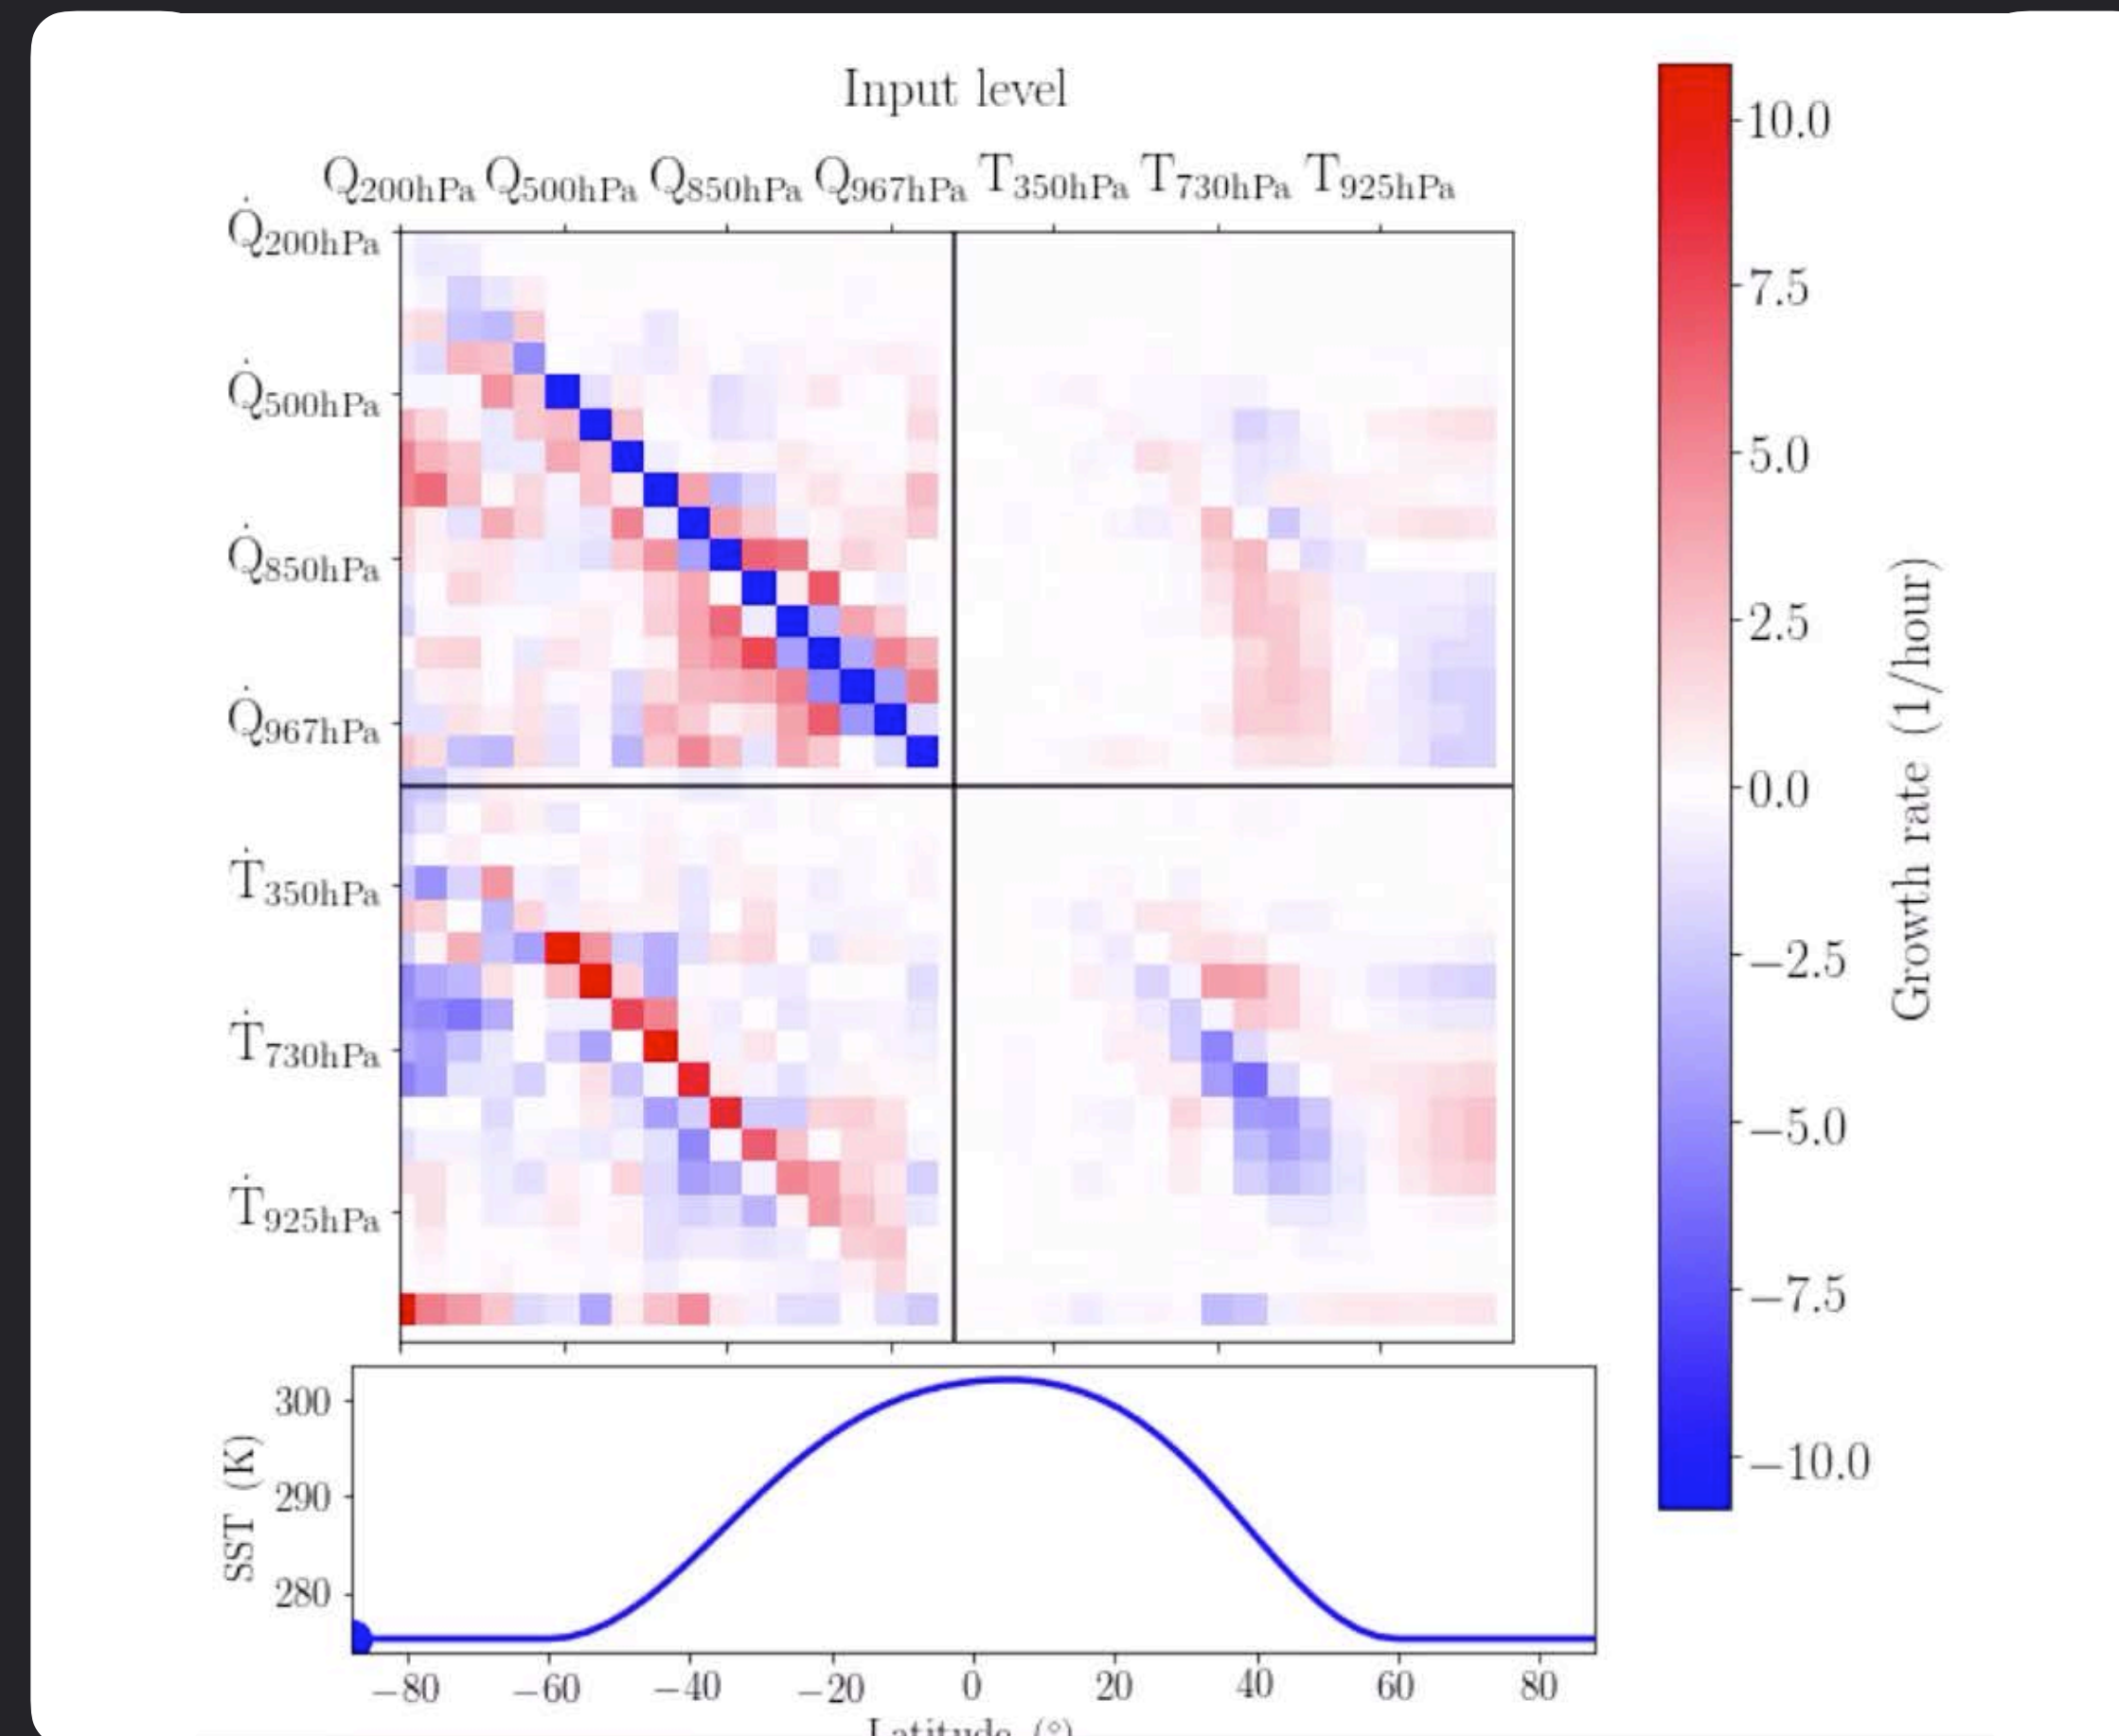 Input level
Q200hPa Q500hPa Q850hPa Q967hPa T350hPa T730hPa T925hPa
Q̇200hPa
Q̇500hPa
Q̇850hPa
Q̇967hPa
Ṫ350hPa
Ṫ730hPa
Ṫ925hPa
10.0
7.5
5.0
2.5
0.0
−2.5
−5.0
−7.5
−10.0
Growth rate (1/hour)
SST (K)
300
290
280
−80 −60 −40 −20 0 20 40 60 80
Latitude (°)